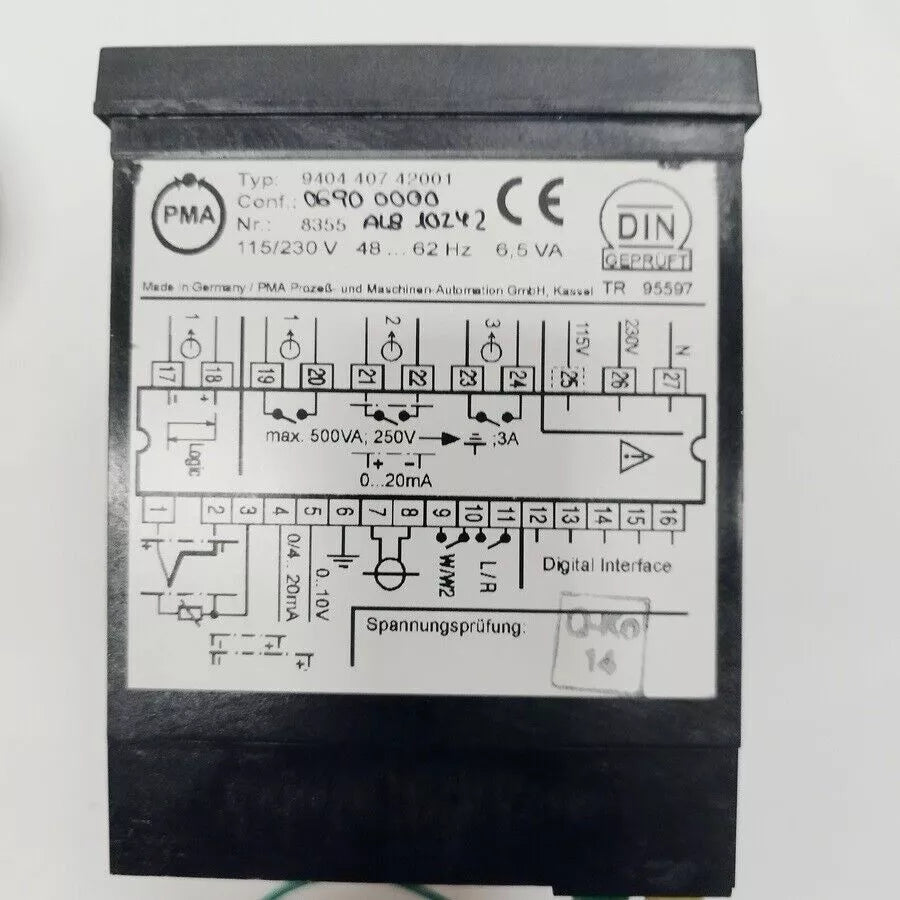 PMA
Typ: 9404 407 42001
Conf.: 0690 0000
Nr.: 8355 ALB 10242
115/230 V 48 ... 62 Hz 6,5 VA
CE
DIN
GEPRÜFT
Made in Germany / PMA Prozeß- und Maschinen-Automation GmbH, Kassel TR 95597
1 1 2 3 115V 230V N
17 18 19 20 21 22 23 24 25 26 27
- +
Logic
max. 500VA; 250V ;3A
+ -
0...20mA
1 2 3 4 5 6 7 8 9 10 11 12 13 14 15 16
0/4...20mA
0...10V
W/W2
L/R
Digital Interface
Spannungsprüfung:
14